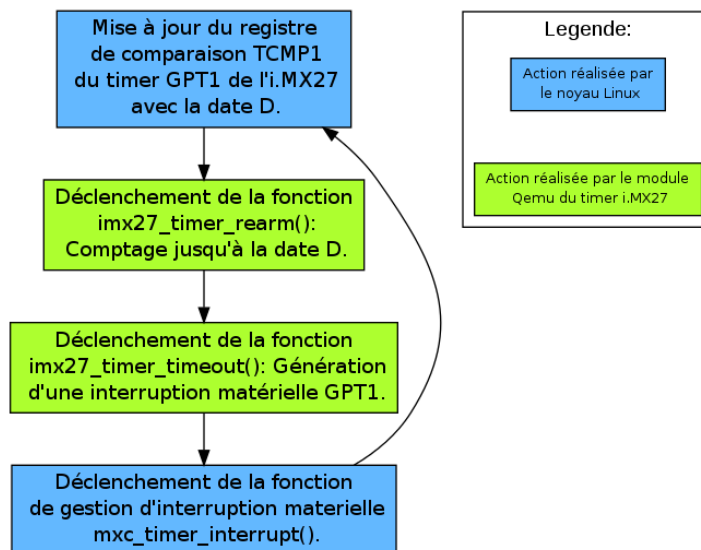 Mise à jour du registre
de comparaison TCMP1
du timer GPT1 de l'i.MX27
avec la date D.
Déclenchement de la fonction
imx27_timer_rearm():
Comptage jusqu'à la date D.
Déclenchement de la fonction
imx27_timer_timeout(): Génération
d'une interruption matérielle GPT1.
Déclenchement de la fonction
de gestion d'interruption materielle
mxc_timer_interrupt().
Legende:
Action réalisée par
le noyau Linux
Action réalisée par le module
Qemu du timer i.MX27